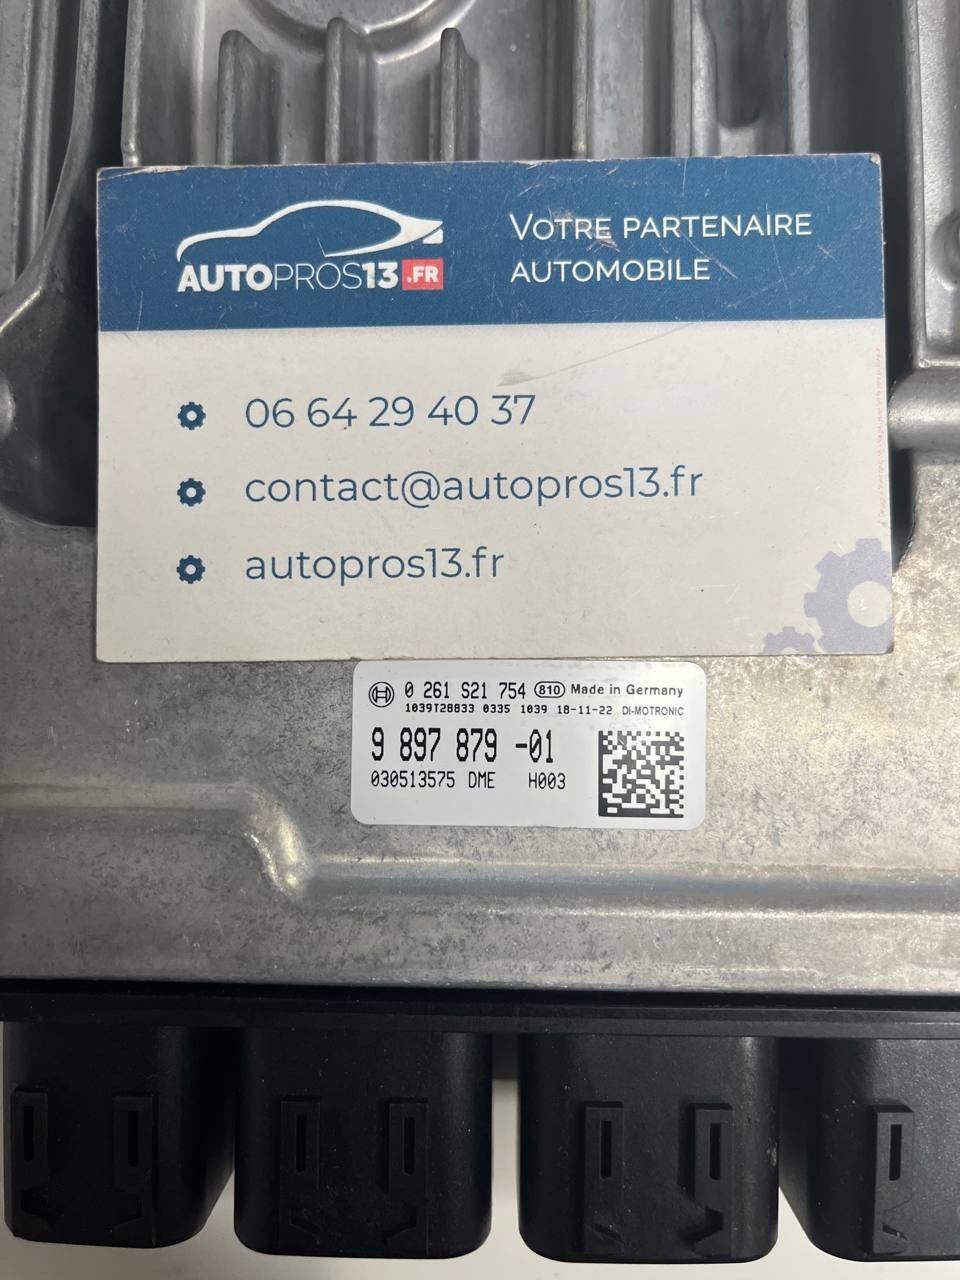 AUTOPROS13.FR
VOTRE PARTENAIRE
AUTOMOBILE
06 64 29 40 37
contact@autopros13.fr
autopros13.fr
0 261 S21 754 810 Made in Germany
1039T28833 0335 1039 18-11-22 DI-MOTRONIC
9 897 879 -01
030513575 DME H003